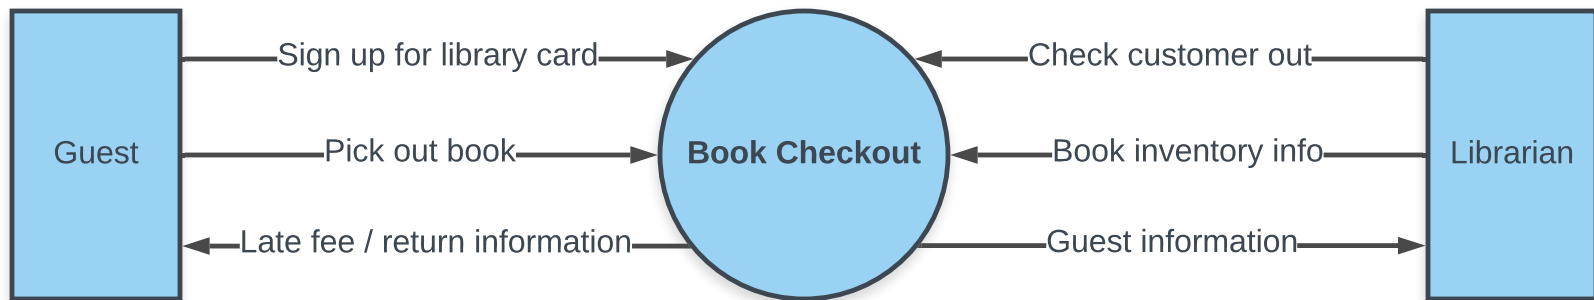 Sign up for library card
Check customer out
Guest
Pick out book
Book Checkout
Book inventory info
Librarian
Late fee / return information
Guest information